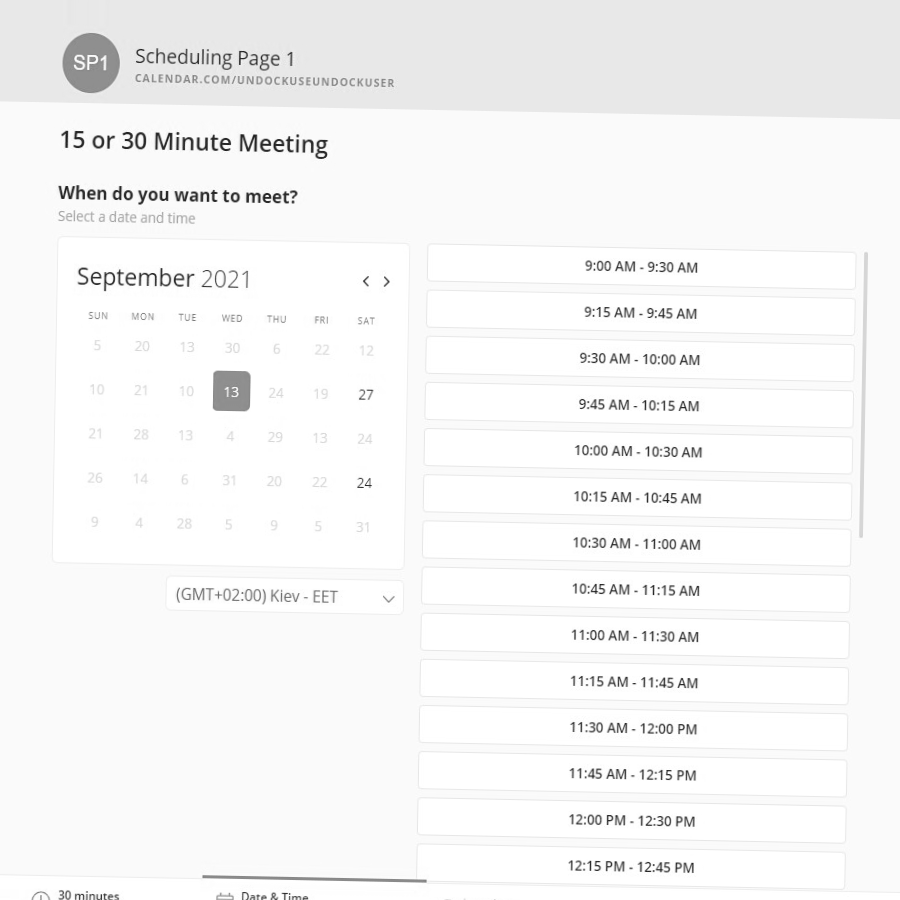 SP1
Scheduling Page 1
CALENDAR.COM/UNDOCKUSEUNDOCKUSER
15 or 30 Minute Meeting
When do you want to meet?
Select a date and time
September 2021
SUN MON TUE WED THU FRI SAT
5 20 13 30 6 22 12
10 21 10 13 24 19 27
21 28 13 4 29 13 24
26 14 6 31 20 22 24
9 4 28 5 9 5 31
(GMT+02:00) Kiev - EET
9:00 AM - 9:30 AM
9:15 AM - 9:45 AM
9:30 AM - 10:00 AM
9:45 AM - 10:15 AM
10:00 AM - 10:30 AM
10:15 AM - 10:45 AM
10:30 AM - 11:00 AM
10:45 AM - 11:15 AM
11:00 AM - 11:30 AM
11:15 AM - 11:45 AM
11:30 AM - 12:00 PM
11:45 AM - 12:15 PM
12:00 PM - 12:30 PM
12:15 PM - 12:45 PM
30 minutes
Date & Time